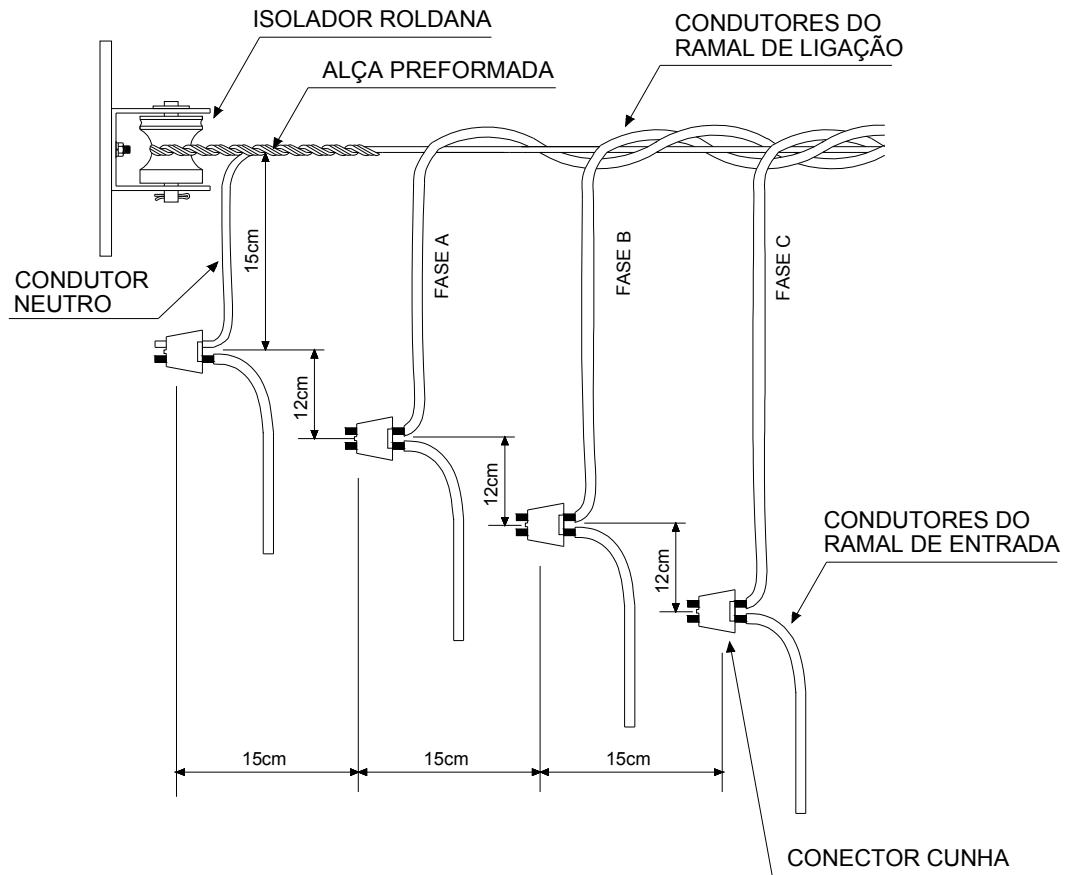 ISOLADOR ROLDANA
ALÇA PREFORMADA
CONDUTORES DO
RAMAL DE LIGAÇÃO
CONDUTOR
NEUTRO
15cm
FASE A
FASE B
FASE C
12cm
12cm
12cm
CONDUTORES DO
RAMAL DE ENTRADA
15cm
15cm
15cm
CONECTOR CUNHA